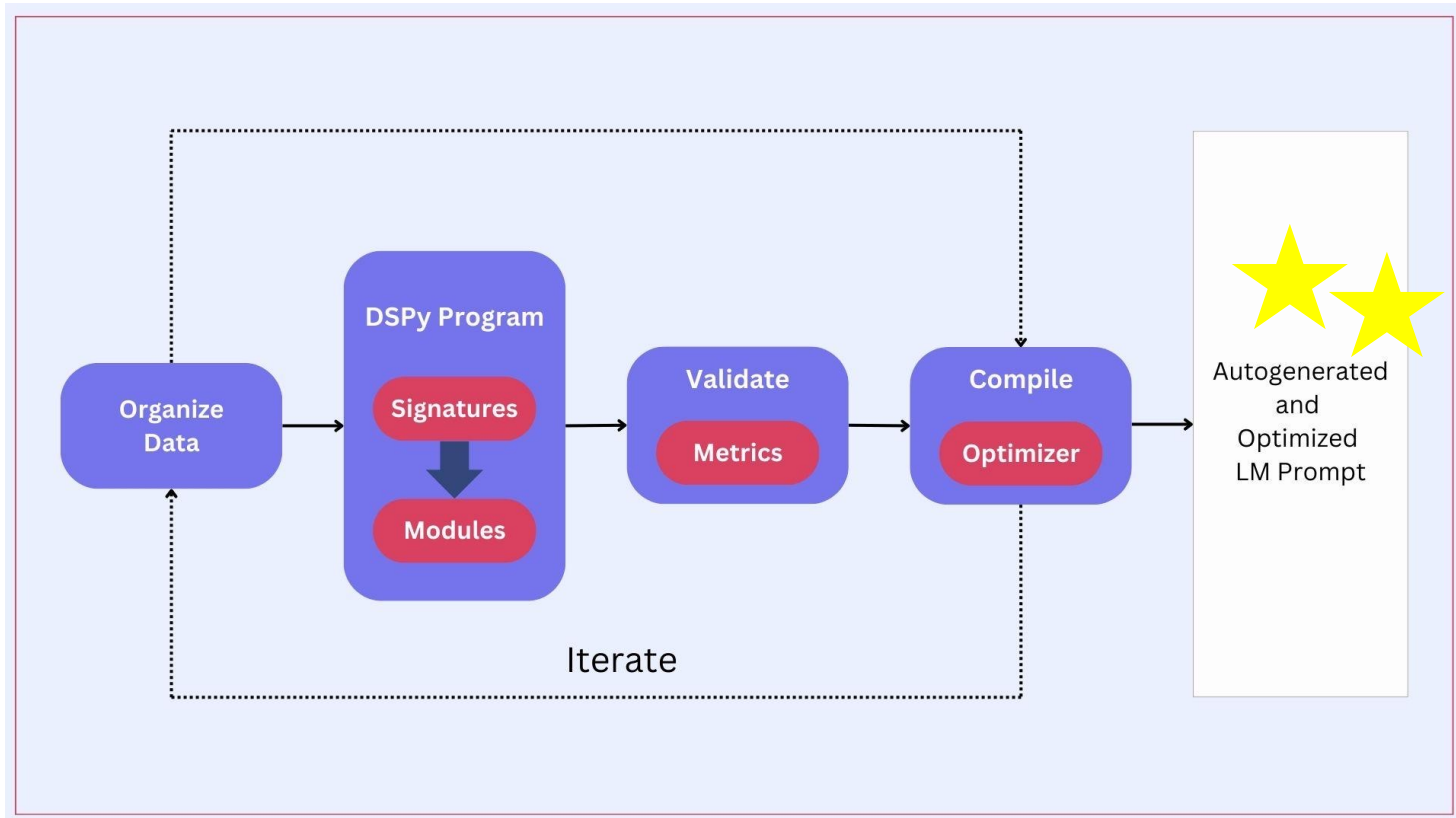 Organize
Data
DSPy Program
Signatures
Modules
Validate
Metrics
Compile
Optimizer
Autogenerated
and
Optimized
LM Prompt
Iterate